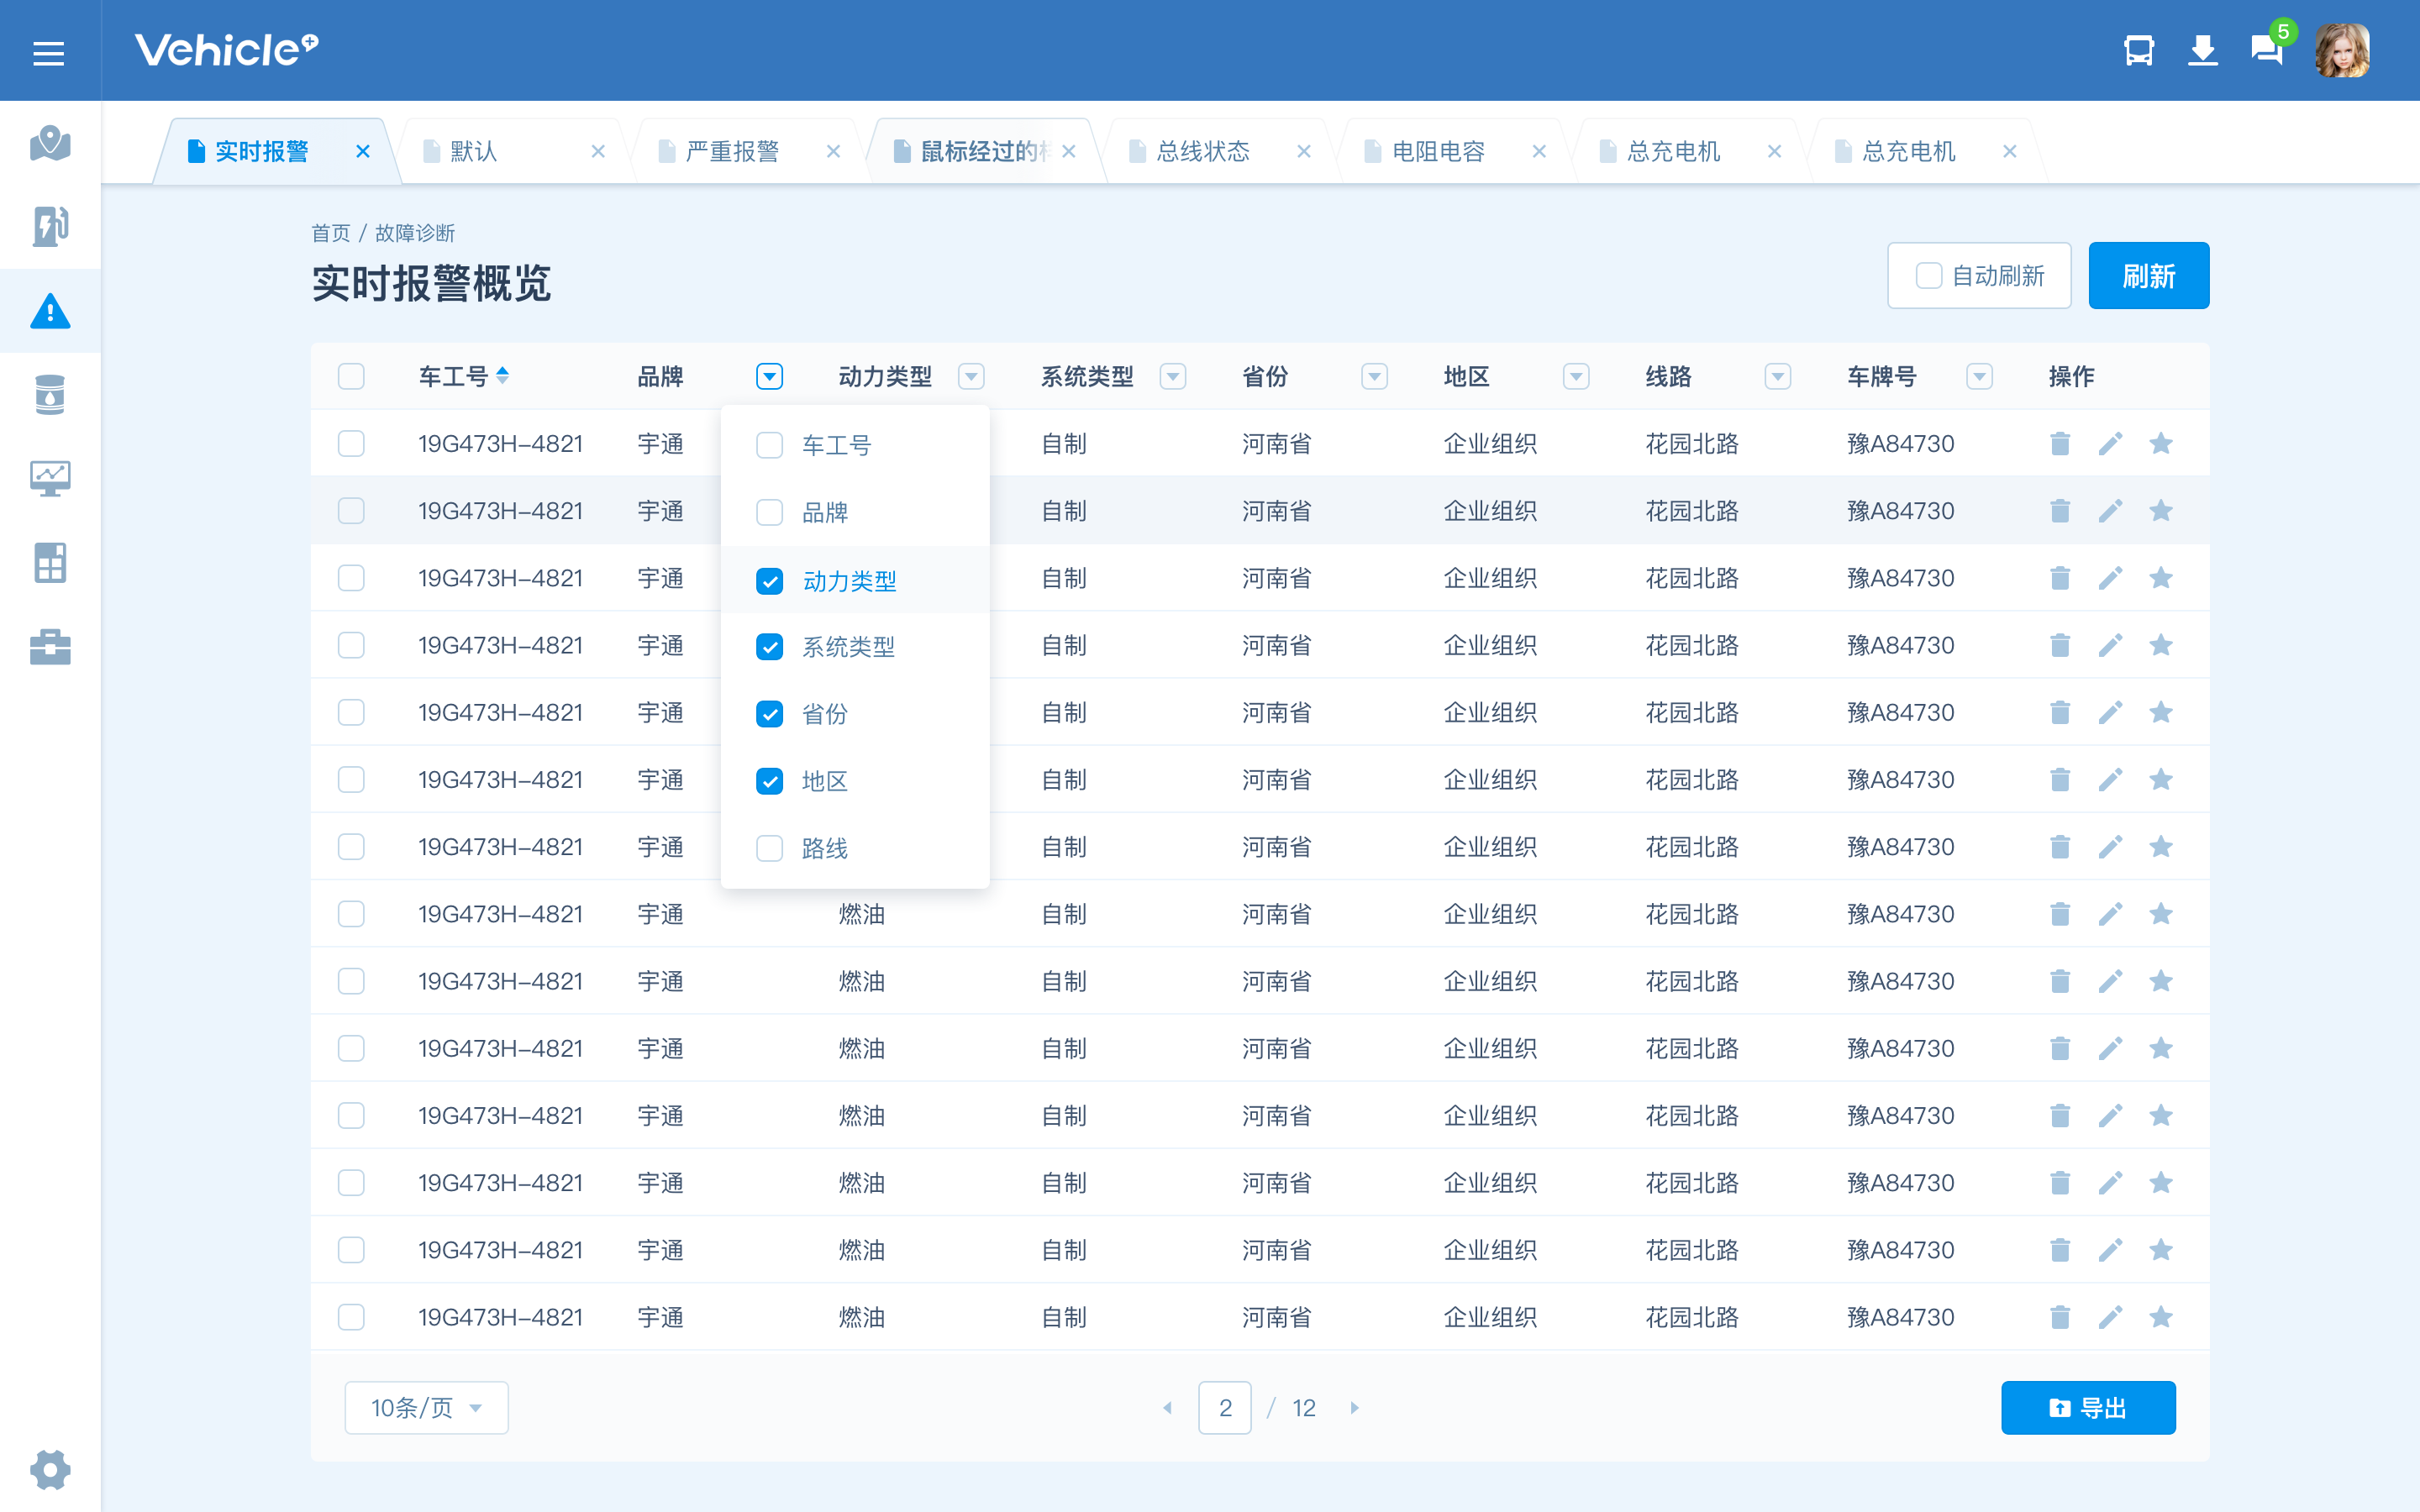 Vehicle+
5
实时报警 默认 严重报警 鼠标经过的 总线状态 电阻电容 总充电机 总充电机
首页 / 故障诊断
实时报警概览
自动刷新 刷新
车工号 品牌 动力类型 系统类型 省份 地区 线路 车牌号 操作
19G473H-4821 宇通 自制 河南省 企业组织 花园北路 豫A84730
19G473H-4821 宇通 自制 河南省 企业组织 花园北路 豫A84730
19G473H-4821 宇通 自制 河南省 企业组织 花园北路 豫A84730
19G473H-4821 宇通 自制 河南省 企业组织 花园北路 豫A84730
19G473H-4821 宇通 自制 河南省 企业组织 花园北路 豫A84730
19G473H-4821 宇通 自制 河南省 企业组织 花园北路 豫A84730
19G473H-4821 宇通 自制 河南省 企业组织 花园北路 豫A84730
车工号
品牌
动力类型
系统类型
省份
地区
路线
19G473H-4821 宇通 燃油 自制 河南省 企业组织 花园北路 豫A84730
19G473H-4821 宇通 燃油 自制 河南省 企业组织 花园北路 豫A84730
19G473H-4821 宇通 燃油 自制 河南省 企业组织 花园北路 豫A84730
19G473H-4821 宇通 燃油 自制 河南省 企业组织 花园北路 豫A84730
19G473H-4821 宇通 燃油 自制 河南省 企业组织 花园北路 豫A84730
19G473H-4821 宇通 燃油 自制 河南省 企业组织 花园北路 豫A84730
19G473H-4821 宇通 燃油 自制 河南省 企业组织 花园北路 豫A84730
10条/页 2 / 12 导出